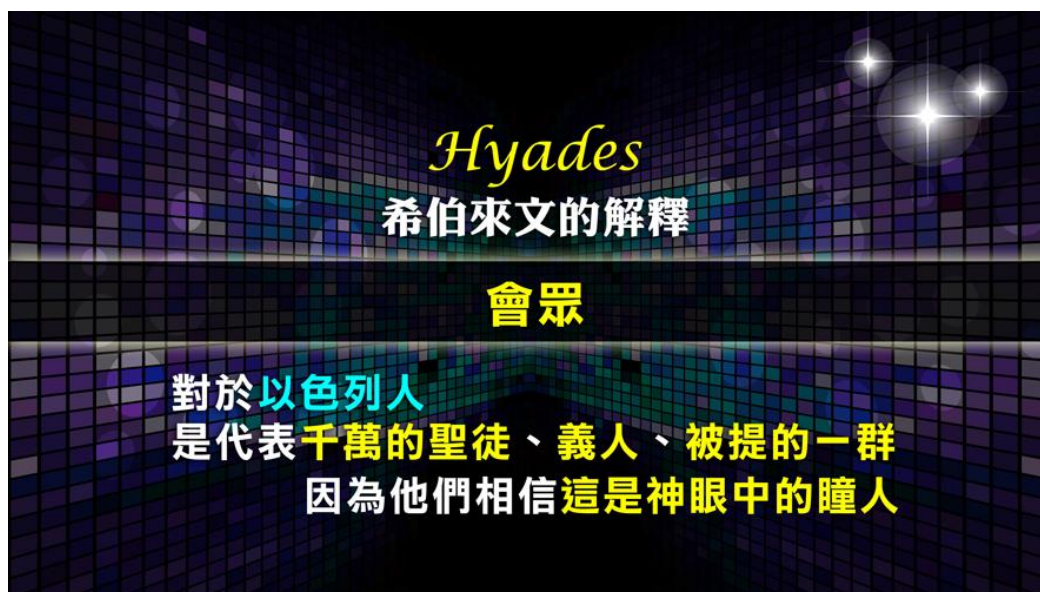 Hyades
希伯來文的解釋
會眾
對於以色列人
是代表千萬的聖徒、義人、被提的一群
因為他們相信這是神眼中的瞳人